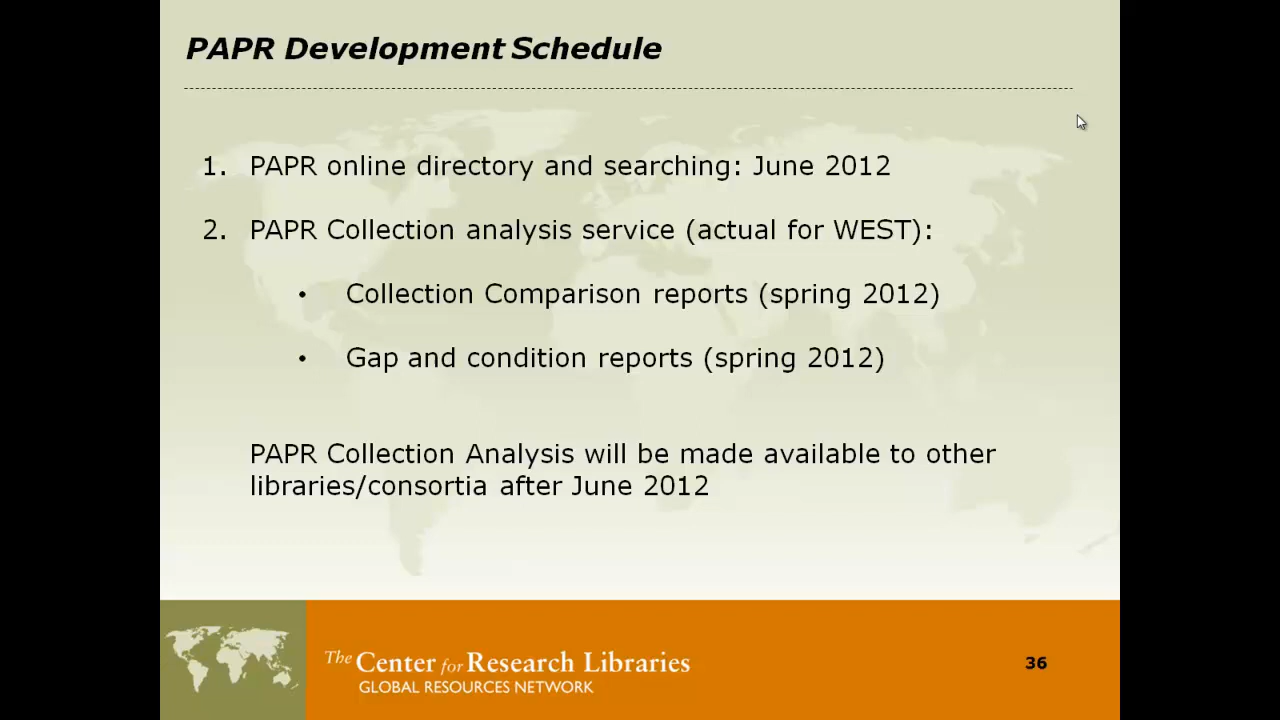 PAPR Development Schedule
1. PAPR online directory and searching: June 2012
2. PAPR Collection analysis service (actual for WEST):
• Collection Comparison reports (spring 2012)
• Gap and condition reports (spring 2012)
PAPR Collection Analysis will be made available to other
libraries/consortia after June 2012
The Center for Research Libraries
GLOBAL RESOURCES NETWORK
36